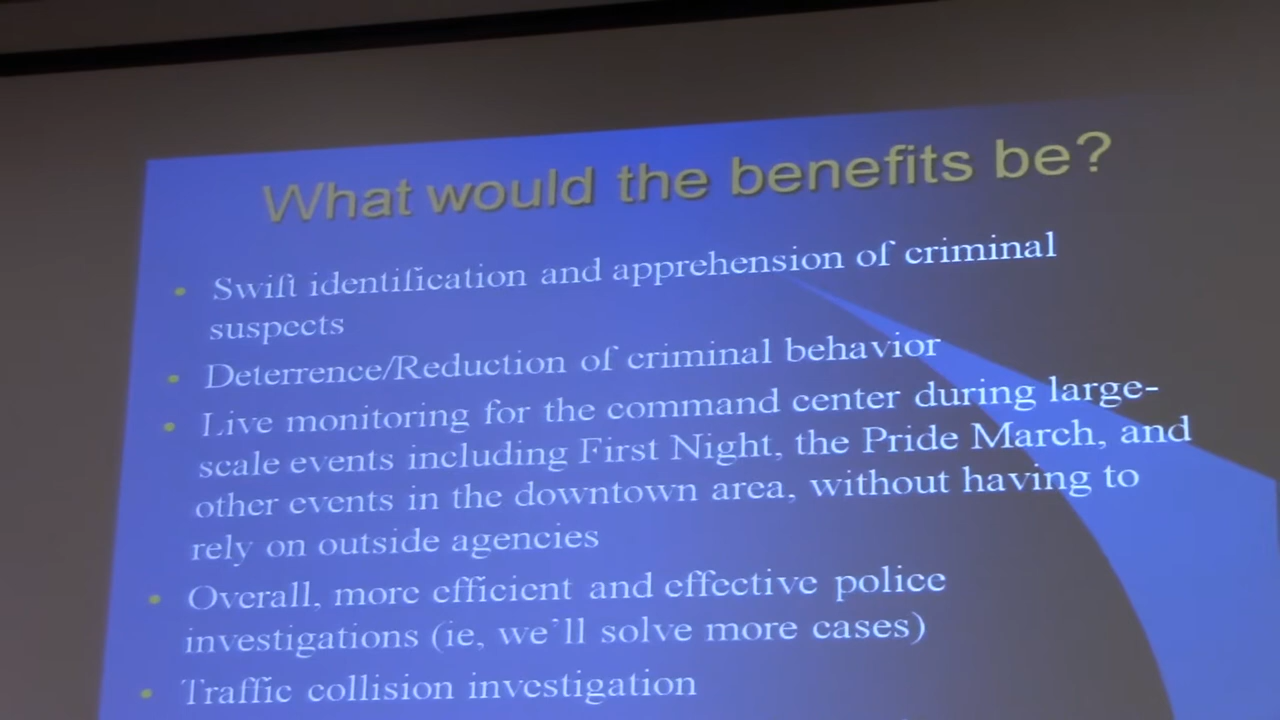 What would the benefits be?
• Swift identification and apprehension of criminal
suspects
• Deterrence/Reduction of criminal behavior
• Live monitoring for the command center during large-
scale events including First Night, the Pride March, and
other events in the downtown area, without having to
rely on outside agencies
• Overall, more efficient and effective police
investigations (ie, we'll solve more cases)
• Traffic collision investigation